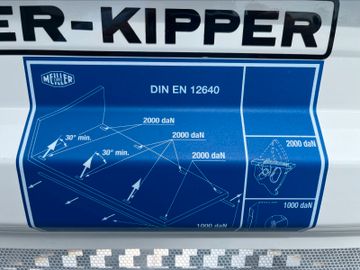 ER-KIPPER
MEILLER
DIN EN 12640
2000 daN
30° min.
2000 daN
30° min.
2000 daN
1000 daN
2000 daN
1000 daN